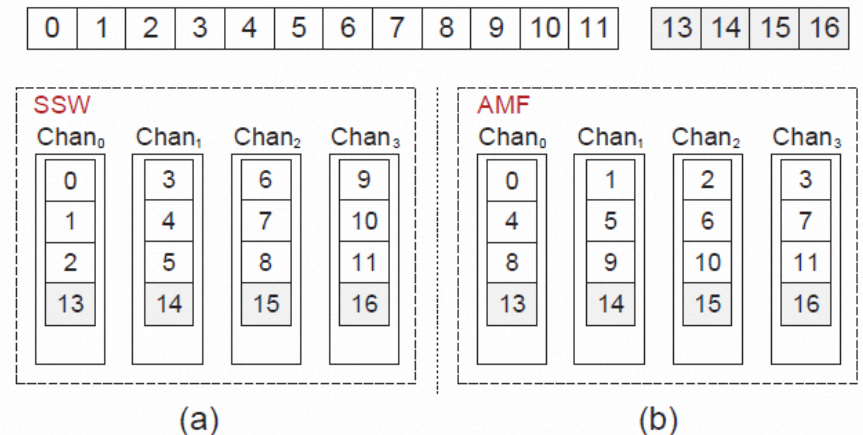 0 1 2 3 4 5 6 7 8 9 10 11 13 14 15 16
SSW AMF
Chan₀ Chan₁ Chan₂ Chan₃ Chan₀ Chan₁ Chan₂ Chan₃
0 3 6 9 0 1 2 3
1 4 7 10 4 5 6 7
2 5 8 11 8 9 10 11
13 14 15 16 13 14 15 16
(a) (b)